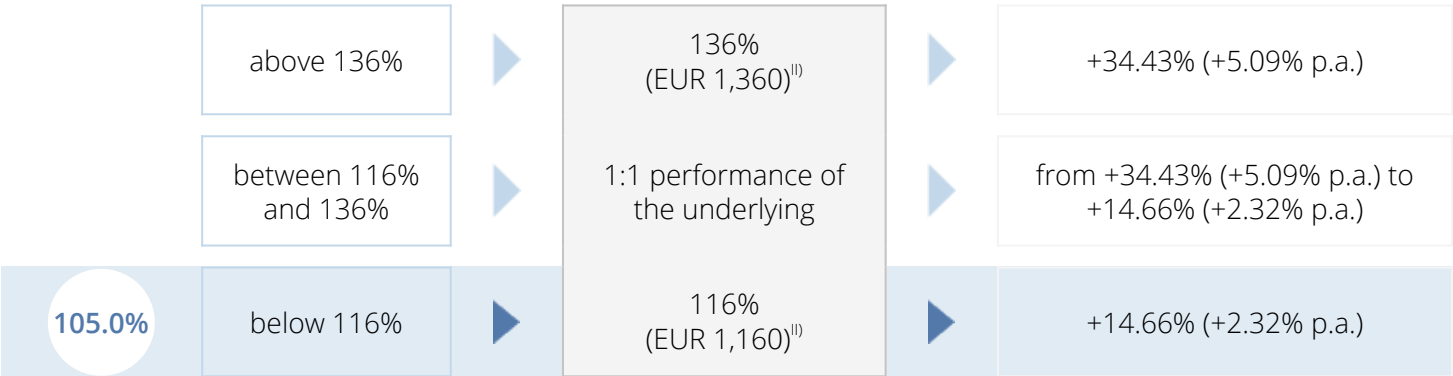 above 136%
136%
(EUR 1,360)II)
+34.43% (+5.09% p.a.)
between 116%
and 136%
1:1 performance of
the underlying
from +34.43% (+5.09% p.a.) to
+14.66% (+2.32% p.a.)
105.0%
below 116%
116%
(EUR 1,160)II)
+14.66% (+2.32% p.a.)